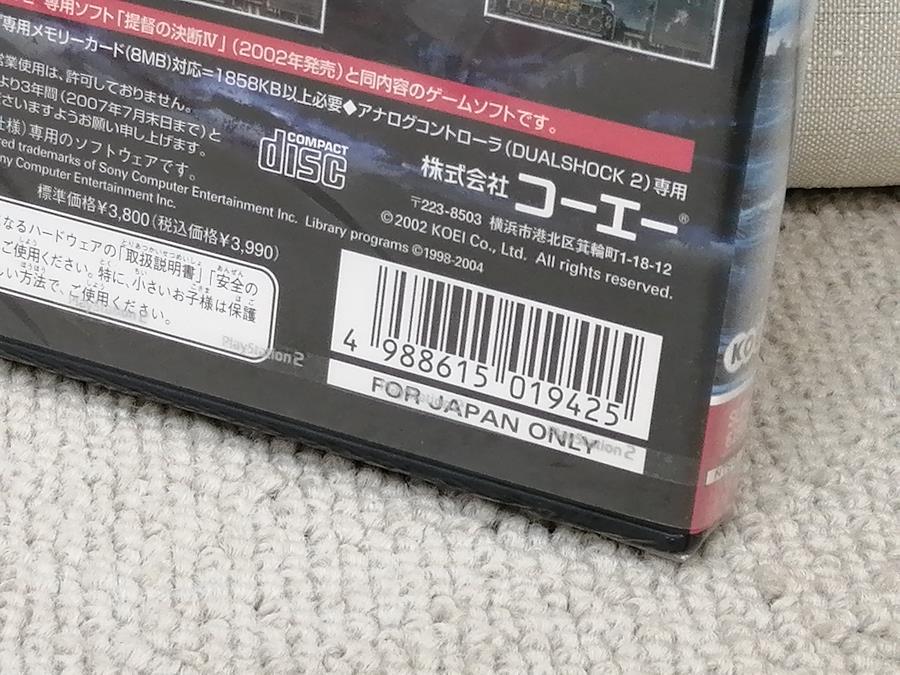 専用ソフト「提督の決断Ⅳ」(2002年発売)と同内容のゲームソフトです。
専用メモリーカード(8MB)対応=1858KB以上必要◆アナログコントローラ(DUALSHOCK 2)専用
営業使用は、許可しておりません。
より3年間(2007年7月末日まで)と
ださいますようお願い申し上げます。
仕様)専用のソフトウェアです。
red trademarks of Sony Computer Entertainment Inc.
ny Computer Entertainment Inc.
標準価格¥3,800(税込価格¥3,990)
COMPACT
disc
株式会社 コーエー®
〒223-8503 横浜市港北区箕輪町1-18-12
©2002 KOEI Co., Ltd. All rights reserved.
Library programs ©1998-2004
なるハードウェアの「取扱説明書」「安全の
ご使用ください。特に、小さいお子様は保護
しい方法で、ご使用ください。
PlayStation 2
4 988615 019425
FOR JAPAN ONLY
PlayStation 2
KO